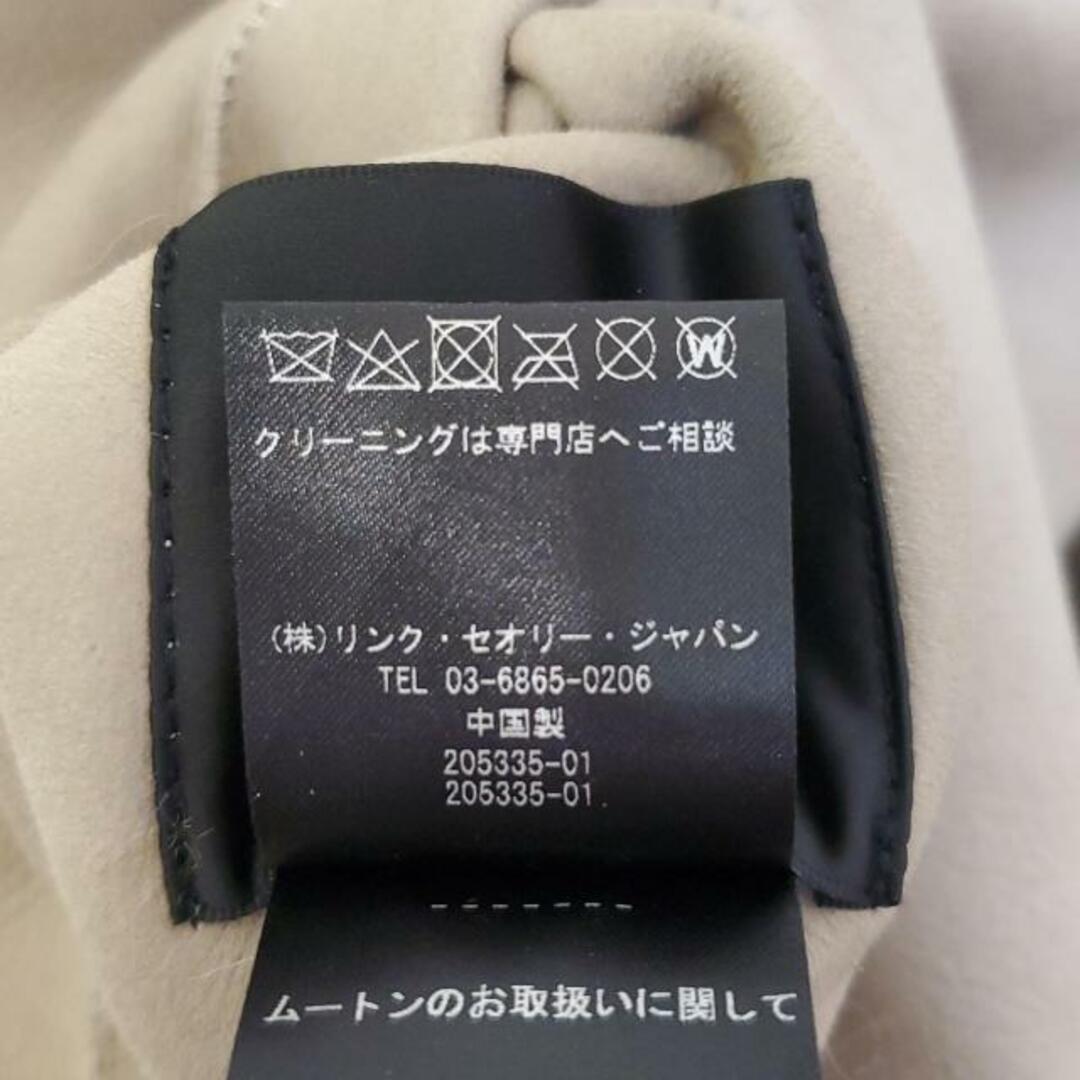 W
クリーニングは専門店へご相談
(株)リンク・セオリー・ジャパン
TEL 03-6865-0206
中国製
205335-01
205335-01
ムートンのお取扱いに関して